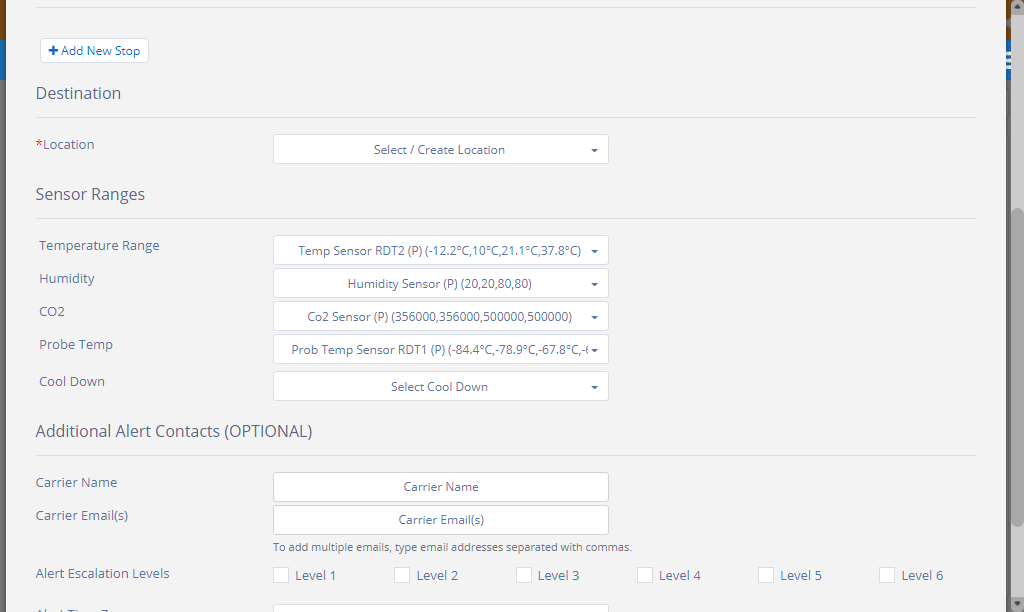 + Add New Stop
Destination
*Location
Select / Create Location
Sensor Ranges
Temperature Range
Temp Sensor RDT2 (P) (-12.2°C,10°C,21.1°C,37.8°C)
Humidity
Humidity Sensor (P) (20,20,80,80)
CO2
Co2 Sensor (P) (356000,356000,500000,500000)
Probe Temp
Prob Temp Sensor RDT1 (P) (-84.4°C,-78.9°C,-67.8°C,-
Cool Down
Select Cool Down
Additional Alert Contacts (OPTIONAL)
Carrier Name
Carrier Name
Carrier Email(s)
Carrier Email(s)
To add multiple emails, type email addresses separated with commas.
Alert Escalation Levels
Level 1 Level 2 Level 3 Level 4 Level 5 Level 6